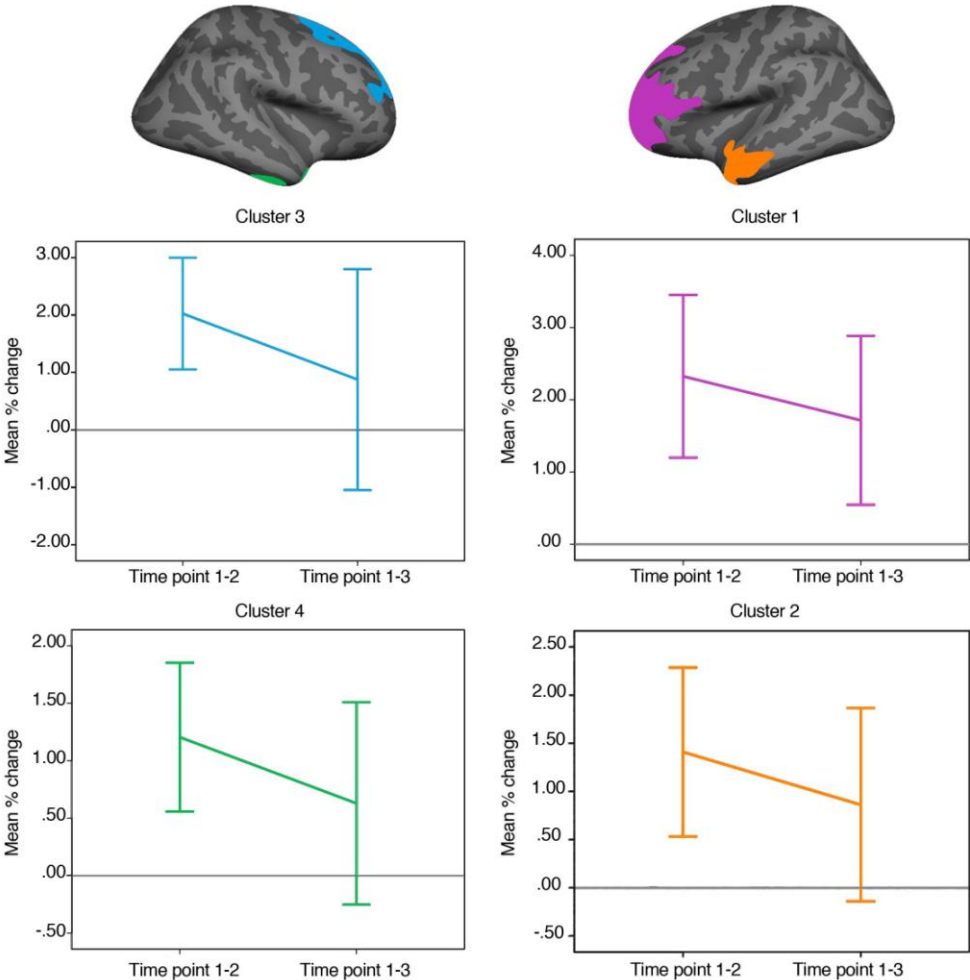 Cluster 3
Mean % change
3.00
2.00
1.00
.00
-1.00
-2.00
Time point 1-2 Time point 1-3
Cluster 1
Mean % change
4.00
3.00
2.00
1.00
.00
Time point 1-2 Time point 1-3
Cluster 4
Mean % change
2.00
1.50
1.00
.50
.00
-.50
Time point 1-2 Time point 1-3
Cluster 2
Mean % change
2.50
2.00
1.50
1.00
.50
.00
-.50
Time point 1-2 Time point 1-3